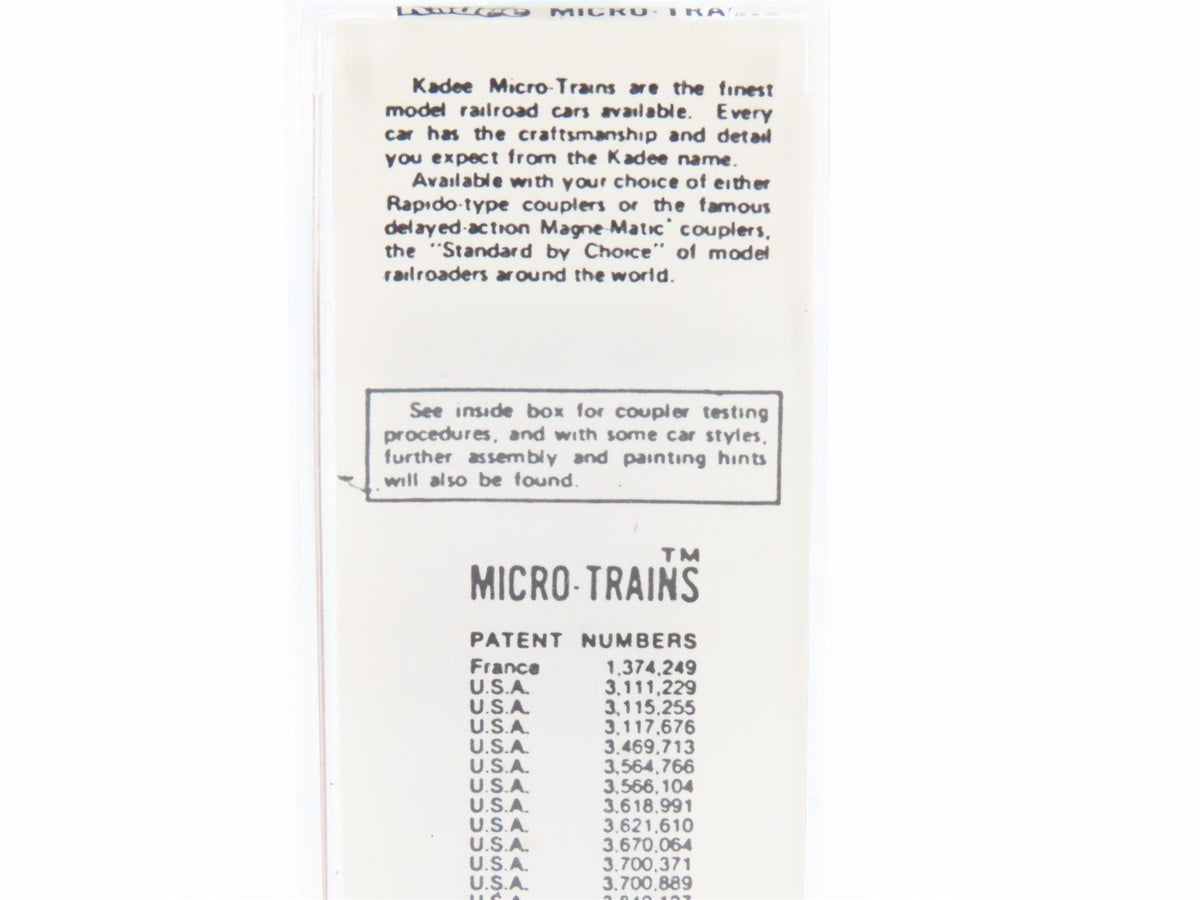 MICRO-TRA
Kadee Micro-Trains are the finest
model railroad cars available. Every
car has the craftsmanship and detail
you expect from the Kadee name.
Available with your choice of either
Rapido-type couplers or the famous
delayed-action Magne-Matic® couplers,
the "Standard by Choice" of model
railroaders around the world.
See inside box for coupler testing
procedures, and with some car styles,
further assembly and painting hints
will also be found.
MICRO-TRAINS™
PATENT NUMBERS
France 1,374,249
U.S.A. 3,111,229
U.S.A. 3,115,255
U.S.A. 3,117,676
U.S.A. 3,469,713
U.S.A. 3,564,766
U.S.A. 3,566,104
U.S.A. 3,618,991
U.S.A. 3,621,610
U.S.A. 3,670,064
U.S.A. 3,700,371
U.S.A. 3,700,889